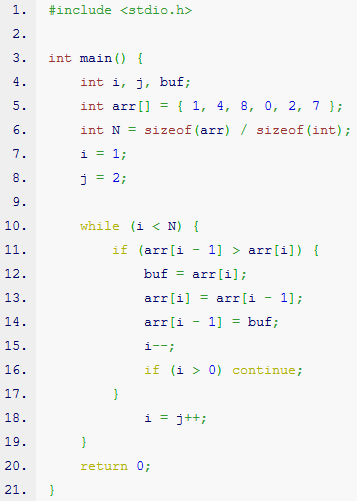 1. #include <stdio.h>
2.
3. int main() {
4.     int i, j, buf;
5.     int arr[] = { 1, 4, 8, 0, 2, 7 };
6.     int N = sizeof(arr) / sizeof(int);
7.     i = 1;
8.     j = 2;
9.
10.     while (i < N) {
11.         if (arr[i - 1] > arr[i]) {
12.             buf = arr[i];
13.             arr[i] = arr[i - 1];
14.             arr[i - 1] = buf;
15.             i--;
16.             if (i > 0) continue;
17.         }
18.         i = j++;
19.     }
20.     return 0;
21. }